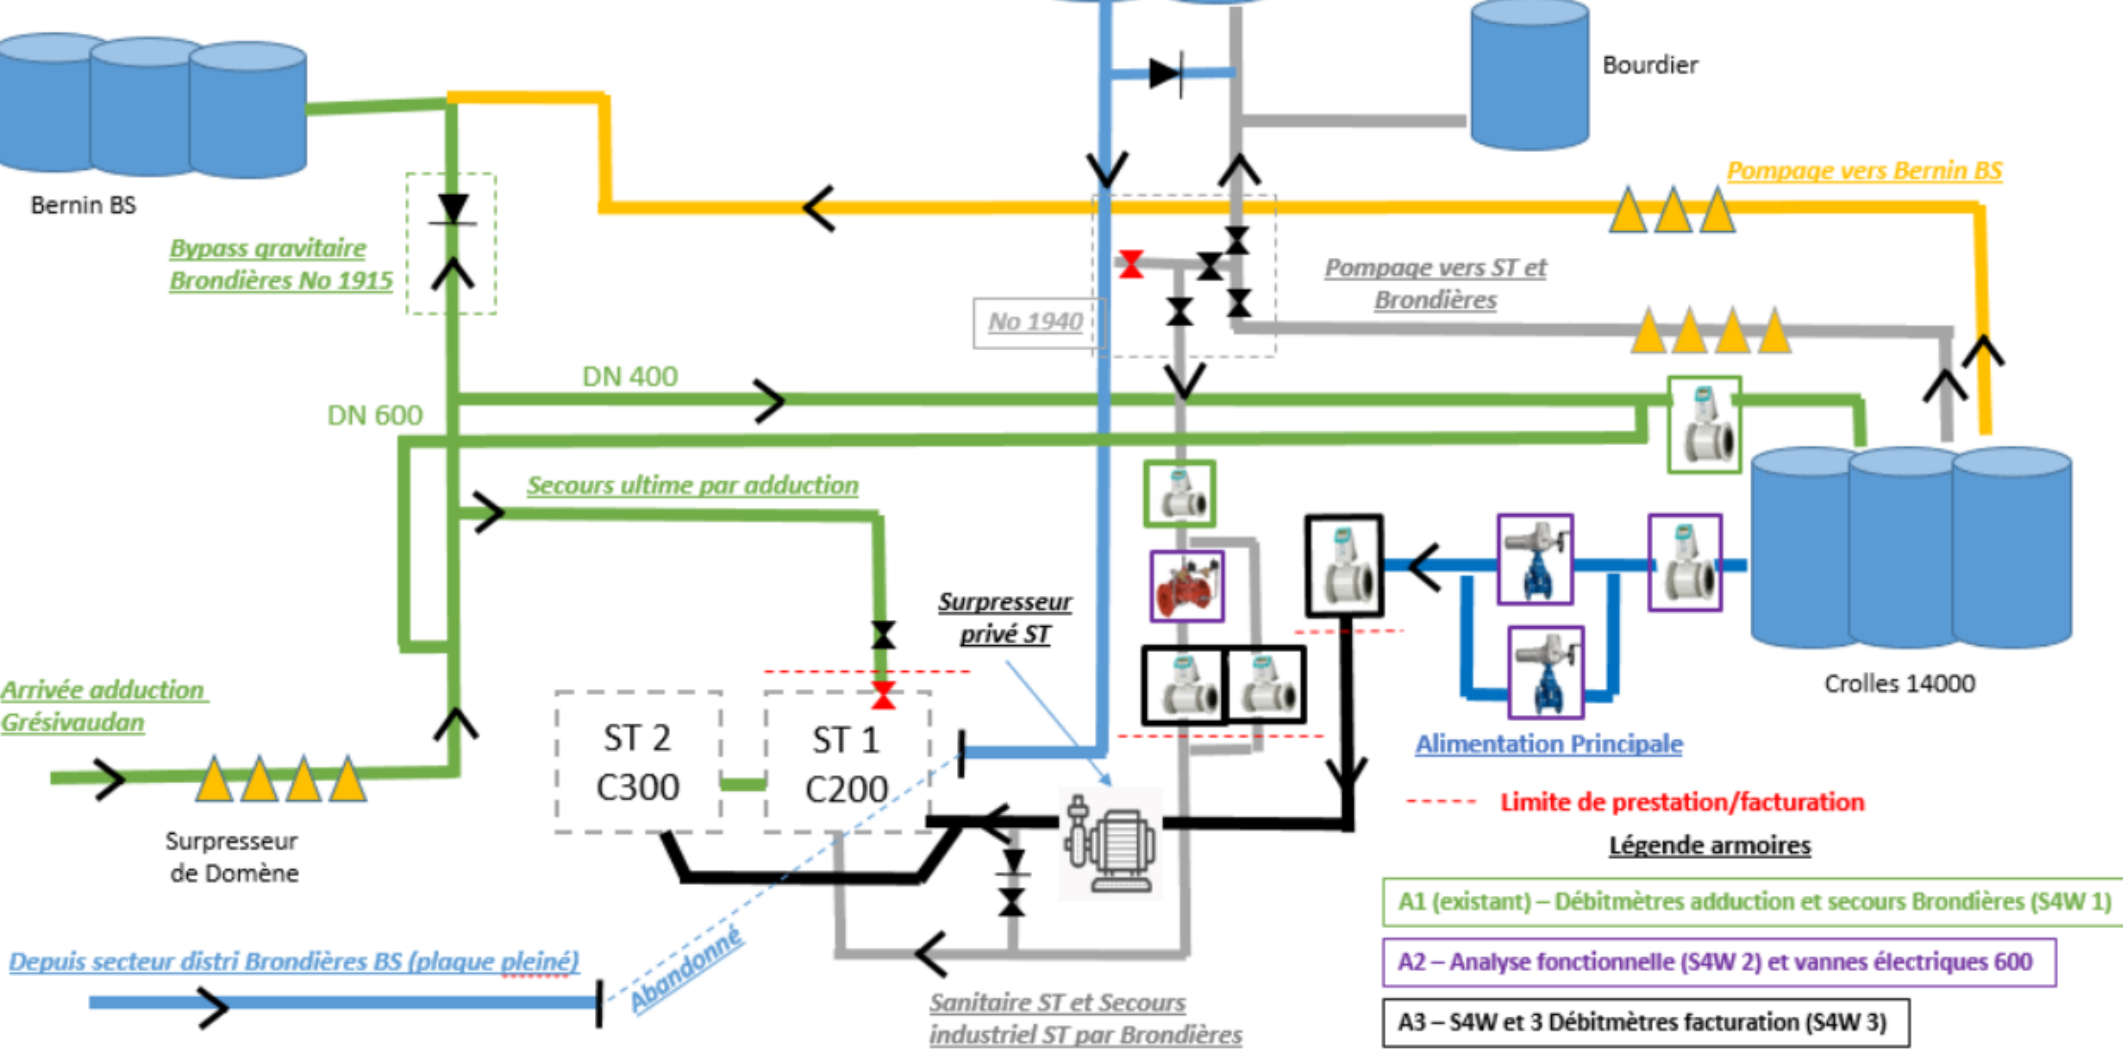 Bourdier
Pompage vers Bernin BS
Bernin BS
Bypass gravitaire
Brondières No 1915
Pompage vers ST et
Brondières
No 1940
DN 400
DN 600
Secours ultime par adduction
Surpresseur
privé ST
Arrivée adduction
Grésivaudan
ST 2
C300
ST 1
C200
Crolles 14000
Alimentation Principale
Limite de prestation/facturation
Surpresseur
de Domène
Légende armoires
A1 (existant) – Débitmètres adduction et secours Brondières (S4W 1)
Depuis secteur distri Brondières BS (plaque pleiné)
Abandonné
A2 – Analyse fonctionnelle (S4W 2) et vannes électriques 600
Sanitaire ST et Secours
industriel ST par Brondières
A3 – S4W et 3 Débitmètres facturation (S4W 3)